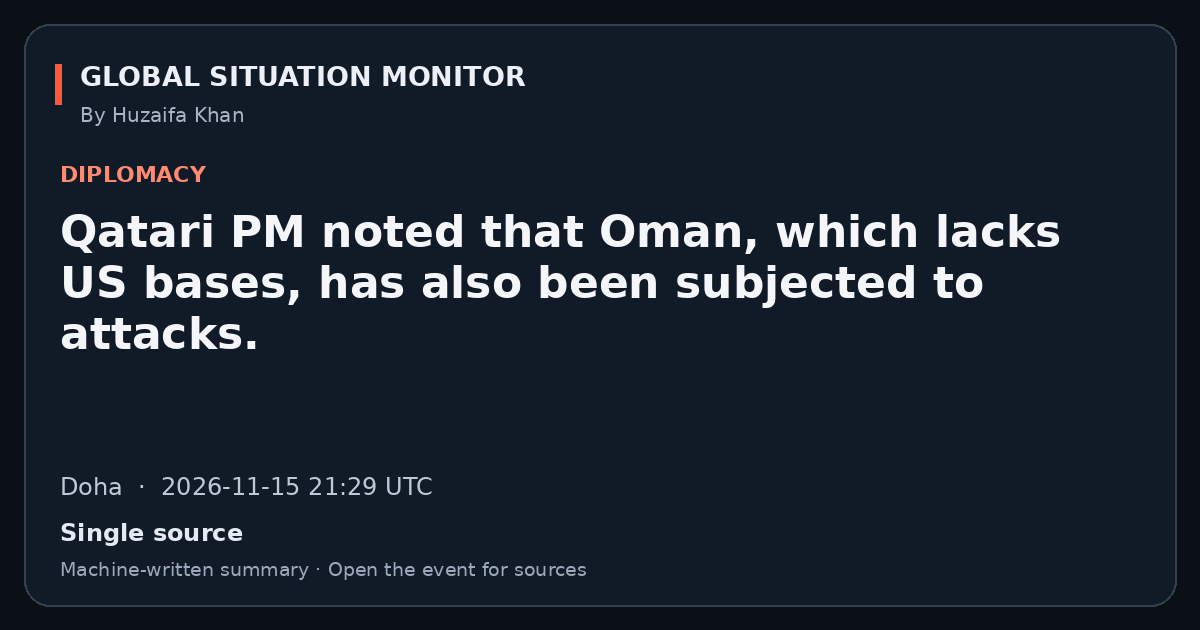 GLOBAL SITUATION MONITOR
By Huzaifa Khan
DIPLOMACY
Qatari PM noted that Oman, which lacks
US bases, has also been subjected to
attacks.
Doha · 2026-11-15 21:29 UTC
Single source
Machine-written summary · Open the event for sources